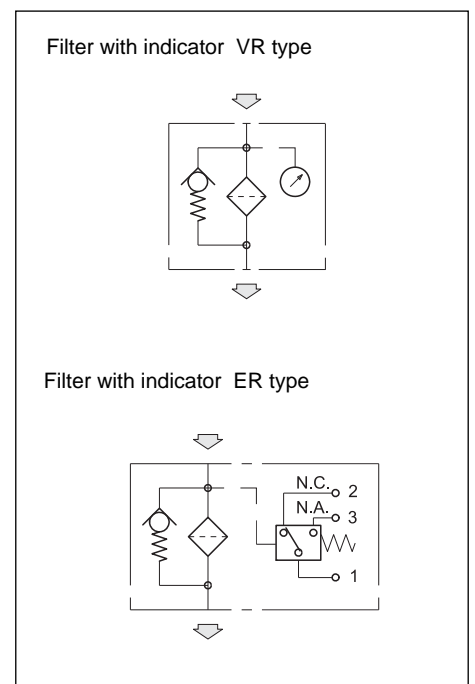 Filter with indicator VR type
Filter with indicator ER type
N.C. 2
N.A. 3
1